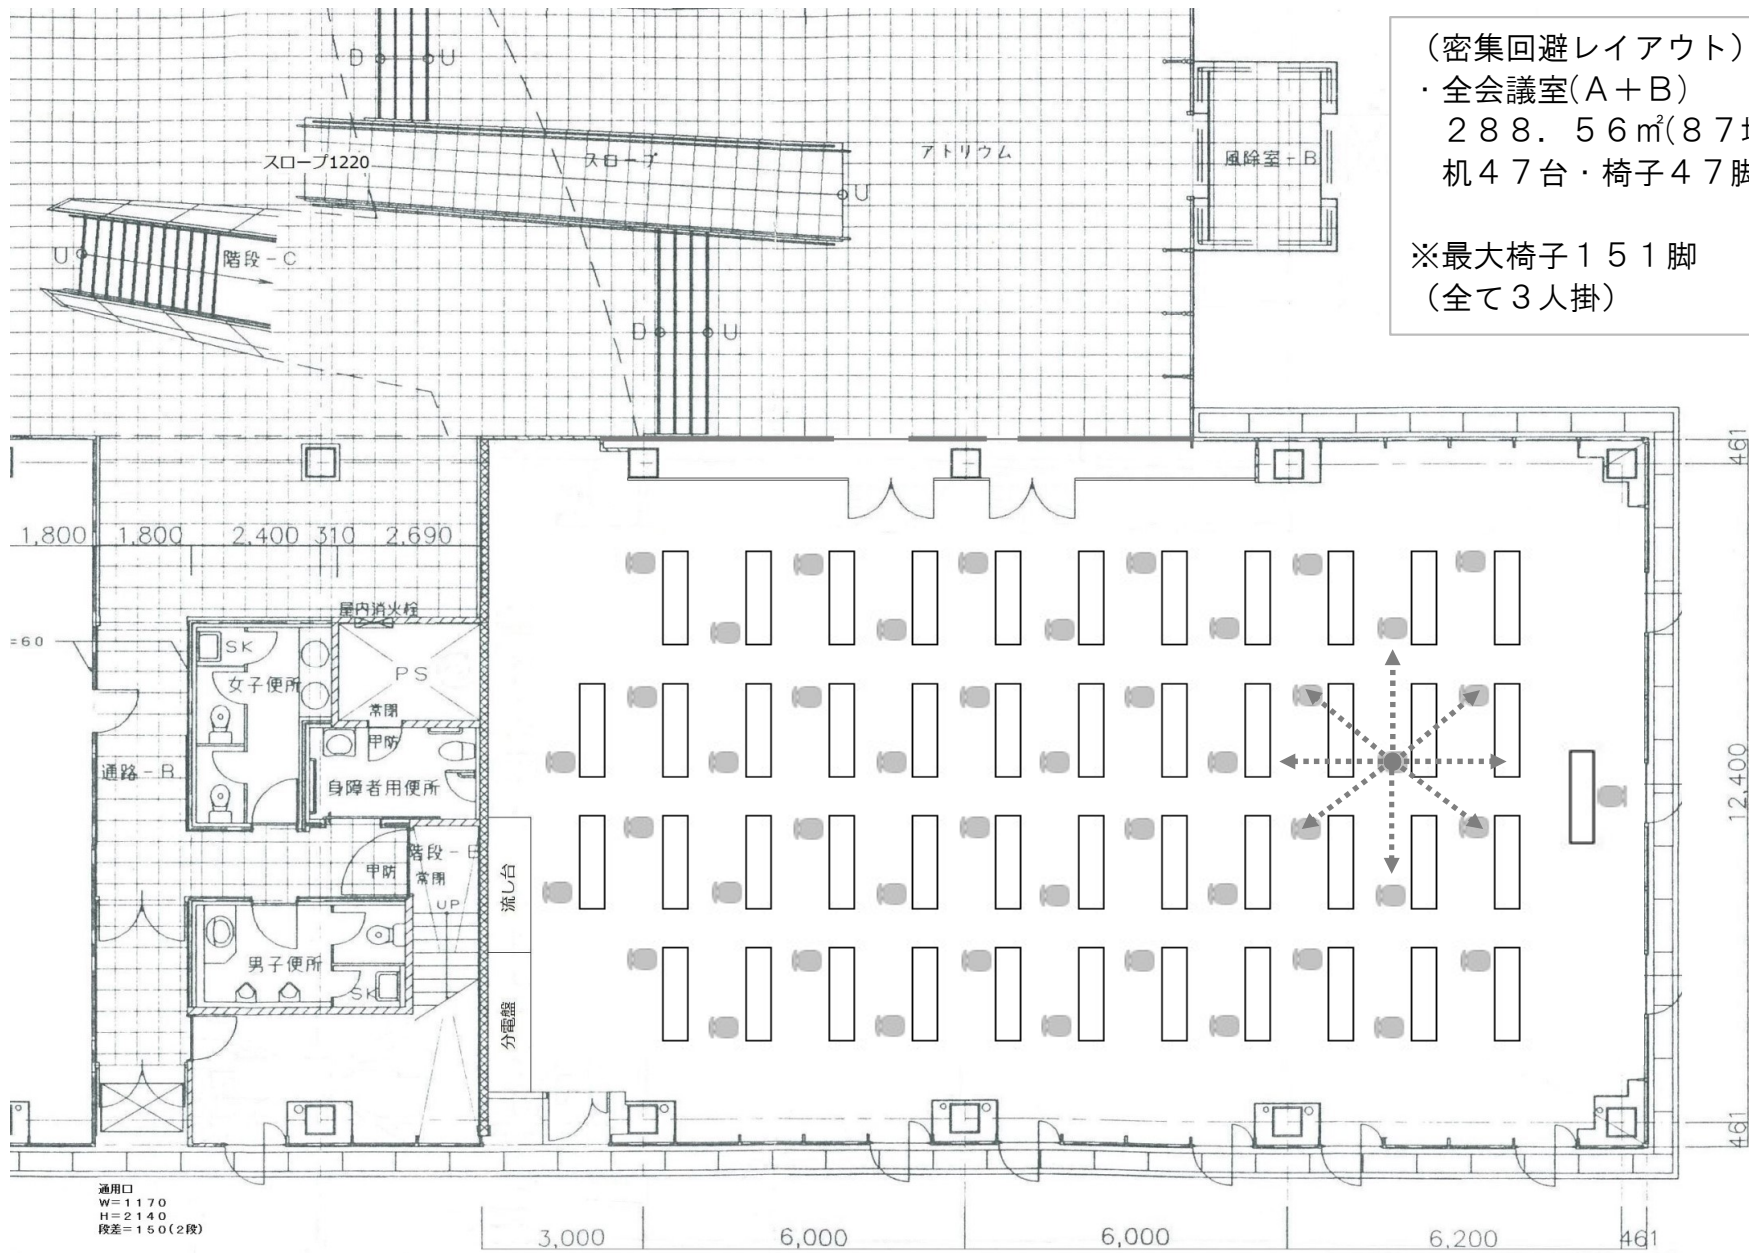 （密集回避レイアウト）
・全会議室(Ａ＋Ｂ)
２８８．５６㎡(８７
机４７台・椅子４７脚
※最大椅子１５１脚
（全て３人掛）
D
U
スロープ1220
スロープ
アトリウム
風除室-B
U
U
階段-C
D
U
461
1,800
1,800
2,400
310
2,690
屋内消火栓
=60
SK
PS
女子便所
常閉
甲防
通路-B
身障者用便所
12,400
階段-E
甲防
常閉
流し台
UP
男子便所
SK
分電盤
461
通用口
W=1170
H=2140
段差=150(2段)
3,000
6,000
6,000
6,200
461